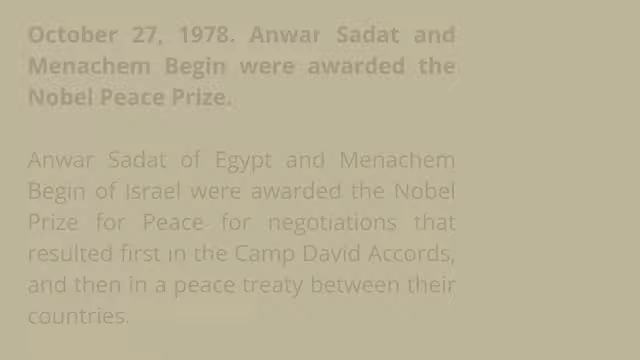 October 27, 1978. Anwar Sadat and
Menachem Begin were awarded the
Nobel Peace Prize.
Anwar Sadat of Egypt and Menachem
Begin of Israel were awarded the Nobel
Prize for Peace for negotiations that
resulted first in the Camp David Accords,
and then in a peace treaty between their
countries.